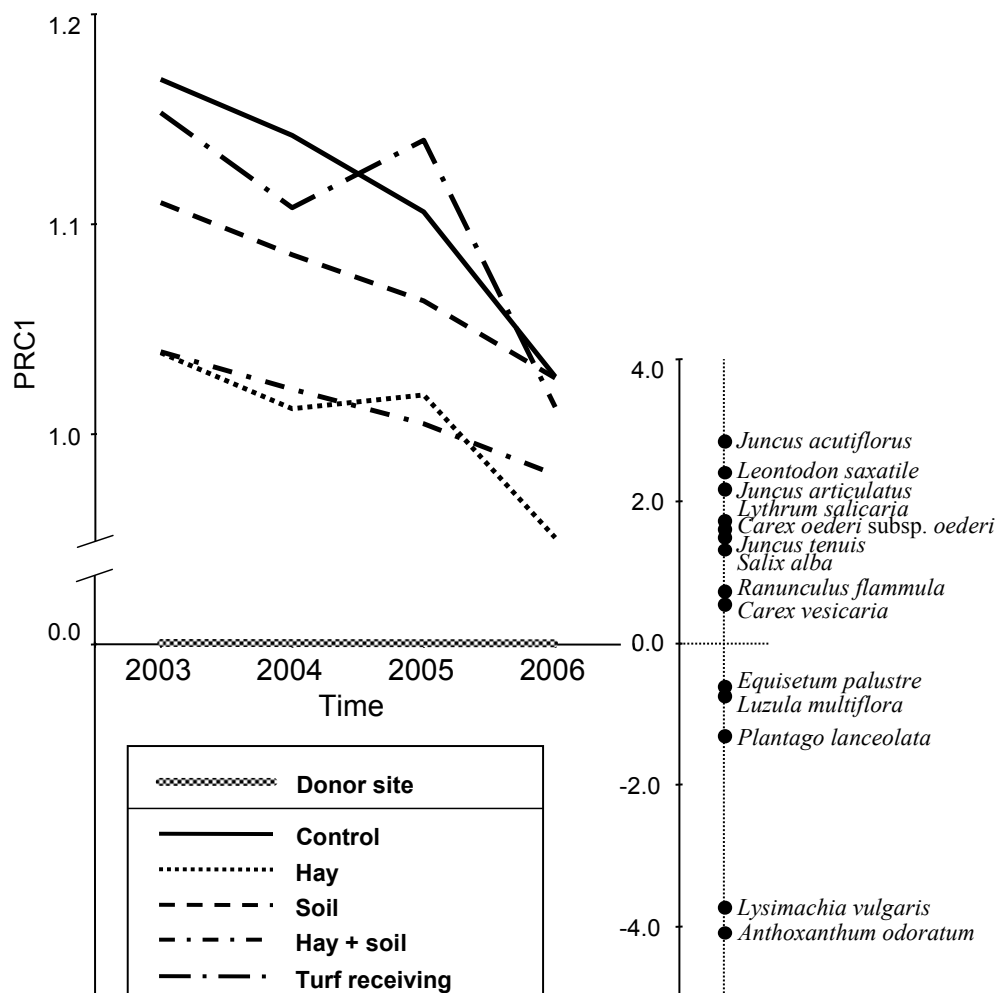 1.2
1.1
1.0
0.0
PRC1
2003 2004 2005 2006
Time
Donor site
Control
Hay
Soil
Hay + soil
Turf receiving
4.0
2.0
0.0
-2.0
-4.0
Juncus acutiflorus
Leontodon saxatile
Juncus articulatus
Lythrum salicaria
Carex oederi subsp. oederi
Juncus tenuis
Salix alba
Ranunculus flammula
Carex vesicaria
Equisetum palustre
Luzula multiflora
Plantago lanceolata
Lysimachia vulgaris
Anthoxanthum odoratum